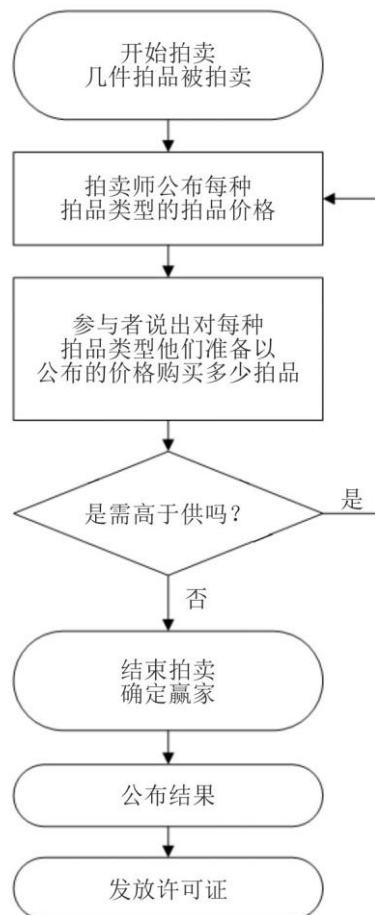 开始拍卖
几件拍品被拍卖
拍卖师公布每种
拍品类型的拍品价格
参与者说出对每种
拍品类型他们准备以
公布的价格购买多少拍品
是需高于供吗?
是
否
结束拍卖
确定赢家
公布结果
发放许可证